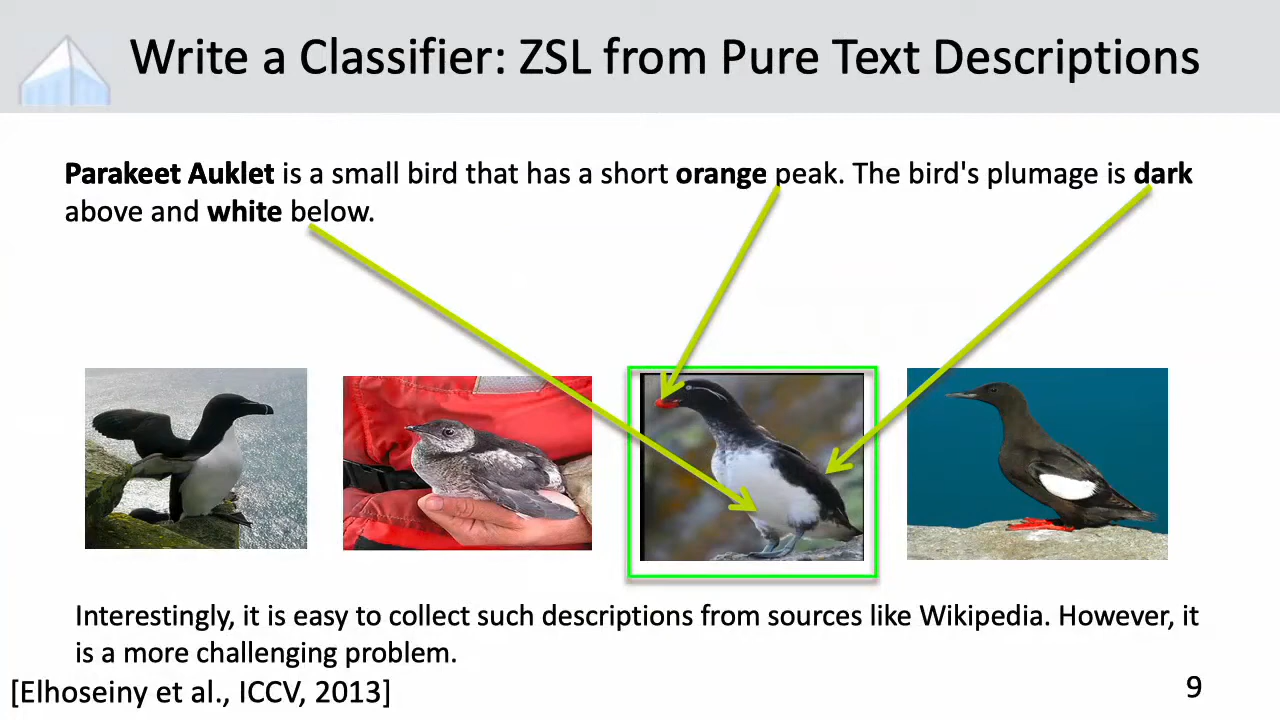 Write a Classifier: ZSL from Pure Text Descriptions
Parakeet Auklet is a small bird that has a short orange peak. The bird's plumage is dark
above and white below.
Interestingly, it is easy to collect such descriptions from sources like Wikipedia. However, it
is a more challenging problem.
[Elhoseiny et al., ICCV, 2013]
9